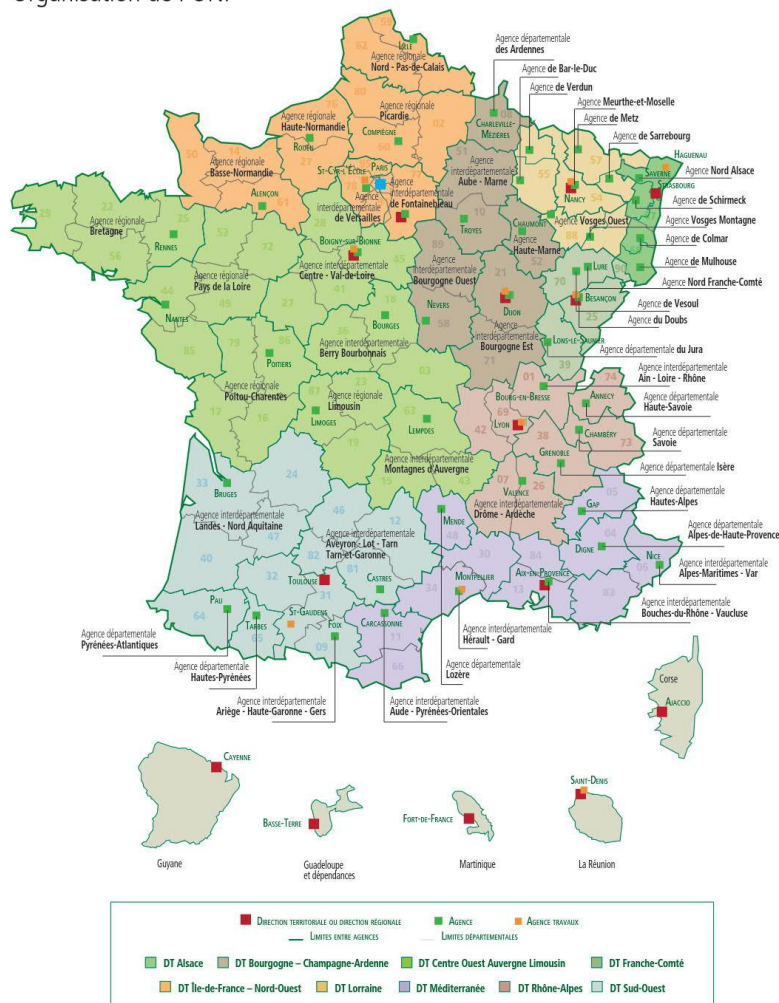 Agence départementale
des Ardennes
Agence de Bar-le-Duc
Agence de Verdun
Agence Meurthe-et-Moselle
Agence de Metz
Agence de Sarrebourg
Haguenau
Agence Nord Alsace
Saverne
Strasbourg
Agence de Schirmeck
Agence Vosges Montagne
Agence de Colmar
Agence de Mulhouse
Agence Nord Franche-Comté
Agence de Vesoul
Agence du Doubs
Agence départementale du Jura
Agence interdépartementale
Ain - Loire - Rhône
Agence départementale
Haute-Savoie
Agence départementale
Savoie
Agence départementale Isère
Agence départementale
Hautes-Alpes
Agence départementale
Alpes-de-Haute-Provence
Agence interdépartementale
Alpes-Maritimes - Var
Agence interdépartementale
Bouches-du-Rhône - Vaucluse
Agence interdépartementale
Hérault - Gard
Agence départementale
Lozère
Agence interdépartementale
Aude - Pyrénées-Orientales
Agence interdépartementale
Ariège - Haute-Garonne - Gers
Agence départementale
Hautes-Pyrénées
Agence départementale
Pyrénées-Atlantiques
Lille
Agence régionale
Nord - Pas-de-Calais
Agence régionale
Picardie
Compiègne
Agence régionale
Haute-Normandie
Rouen
Agence régionale
Basse-Normandie
Alençon
St-Cyr-l'École
Paris
Agence
interdépartementale
de Versailles
Agence
interdépartementale
de Fontainebleau
Charleville-
Mézières
Agence
interdépartementale
Aube - Marne
Troyes
Chaumont
Agence
Haute-Marne
Nancy
Agence Vosges Ouest
Agence régionale
Bretagne
Rennes
Agence régionale
Pays de la Loire
Nantes
Boigny-sur-Bionne
Agence interdépartementale
Centre - Val-de-Loire
Agence
interdépartementale
Bourgogne Ouest
Nevers
Dijon
Agence
interdépartementale
Bourgogne Est
Lure
Besançon
Lons-le-Saunier
Bourges
Agence interdépartementale
Berry Bourbonnais
Poitiers
Agence régionale
Poitou-Charentes
Agence régionale
Limousin
Limoges
Lempdes
Agence interdépartementale
Montagnes d'Auvergne
Bourg-en-Bresse
Lyon
Annecy
Chambéry
Grenoble
Valence
Agence interdépartementale
Drôme - Ardèche
Bruges
Agence interdépartementale
Landes - Nord Aquitaine
Agence interdépartementale
Aveyron - Lot - Tarn
Tarn-et-Garonne
Toulouse
Castres
Pau
Tarbes
St-Gaudens
Foix
Carcassonne
Mende
Montpellier
Gap
Digne
Nice
Aix-en-Provence
Corse
Ajaccio
Cayenne
Guyane
Basse-Terre
Guadeloupe
et dépendances
Fort-de-France
Martinique
Saint-Denis
La Réunion
Direction territoriale ou direction régionale
Agence
Agence travaux
Limites entre agences
Limites départementales
DT Alsace
DT Bourgogne – Champagne-Ardenne
DT Centre Ouest Auvergne Limousin
DT Franche-Comté
DT Île-de-France – Nord-Ouest
DT Lorraine
DT Méditerranée
DT Rhône-Alpes
DT Sud-Ouest